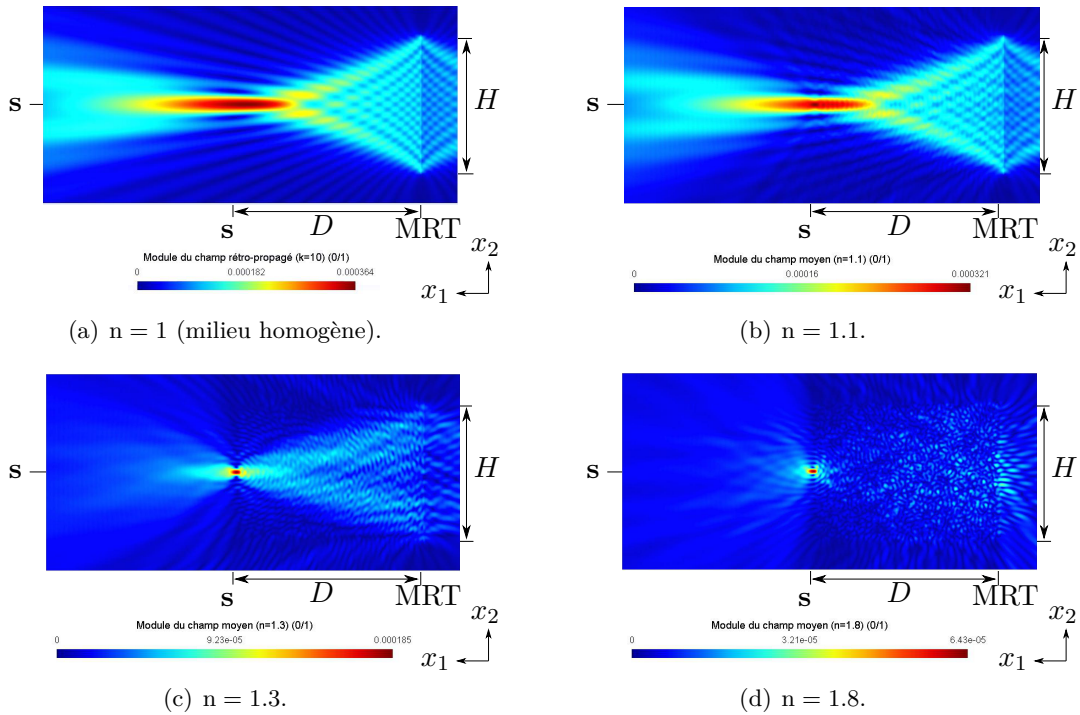 s
H
s
D
MRT
x2
x1
Module du champ rétro-propagé (k=10) (0/1)
0 0.000182 0.000364
(a) n = 1 (milieu homogène).
s
H
s
D
MRT
x2
x1
Module du champ moyen (n=1.1) (0/1)
0 0.00016 0.000321
(b) n = 1.1.
s
H
s
D
MRT
x2
x1
Module du champ moyen (n=1.3) (0/1)
0 9.23e-05 0.000185
(c) n = 1.3.
s
H
s
D
MRT
x2
x1
Module du champ moyen (n=1.8) (0/1)
0 3.21e-05 6.43e-05
(d) n = 1.8.